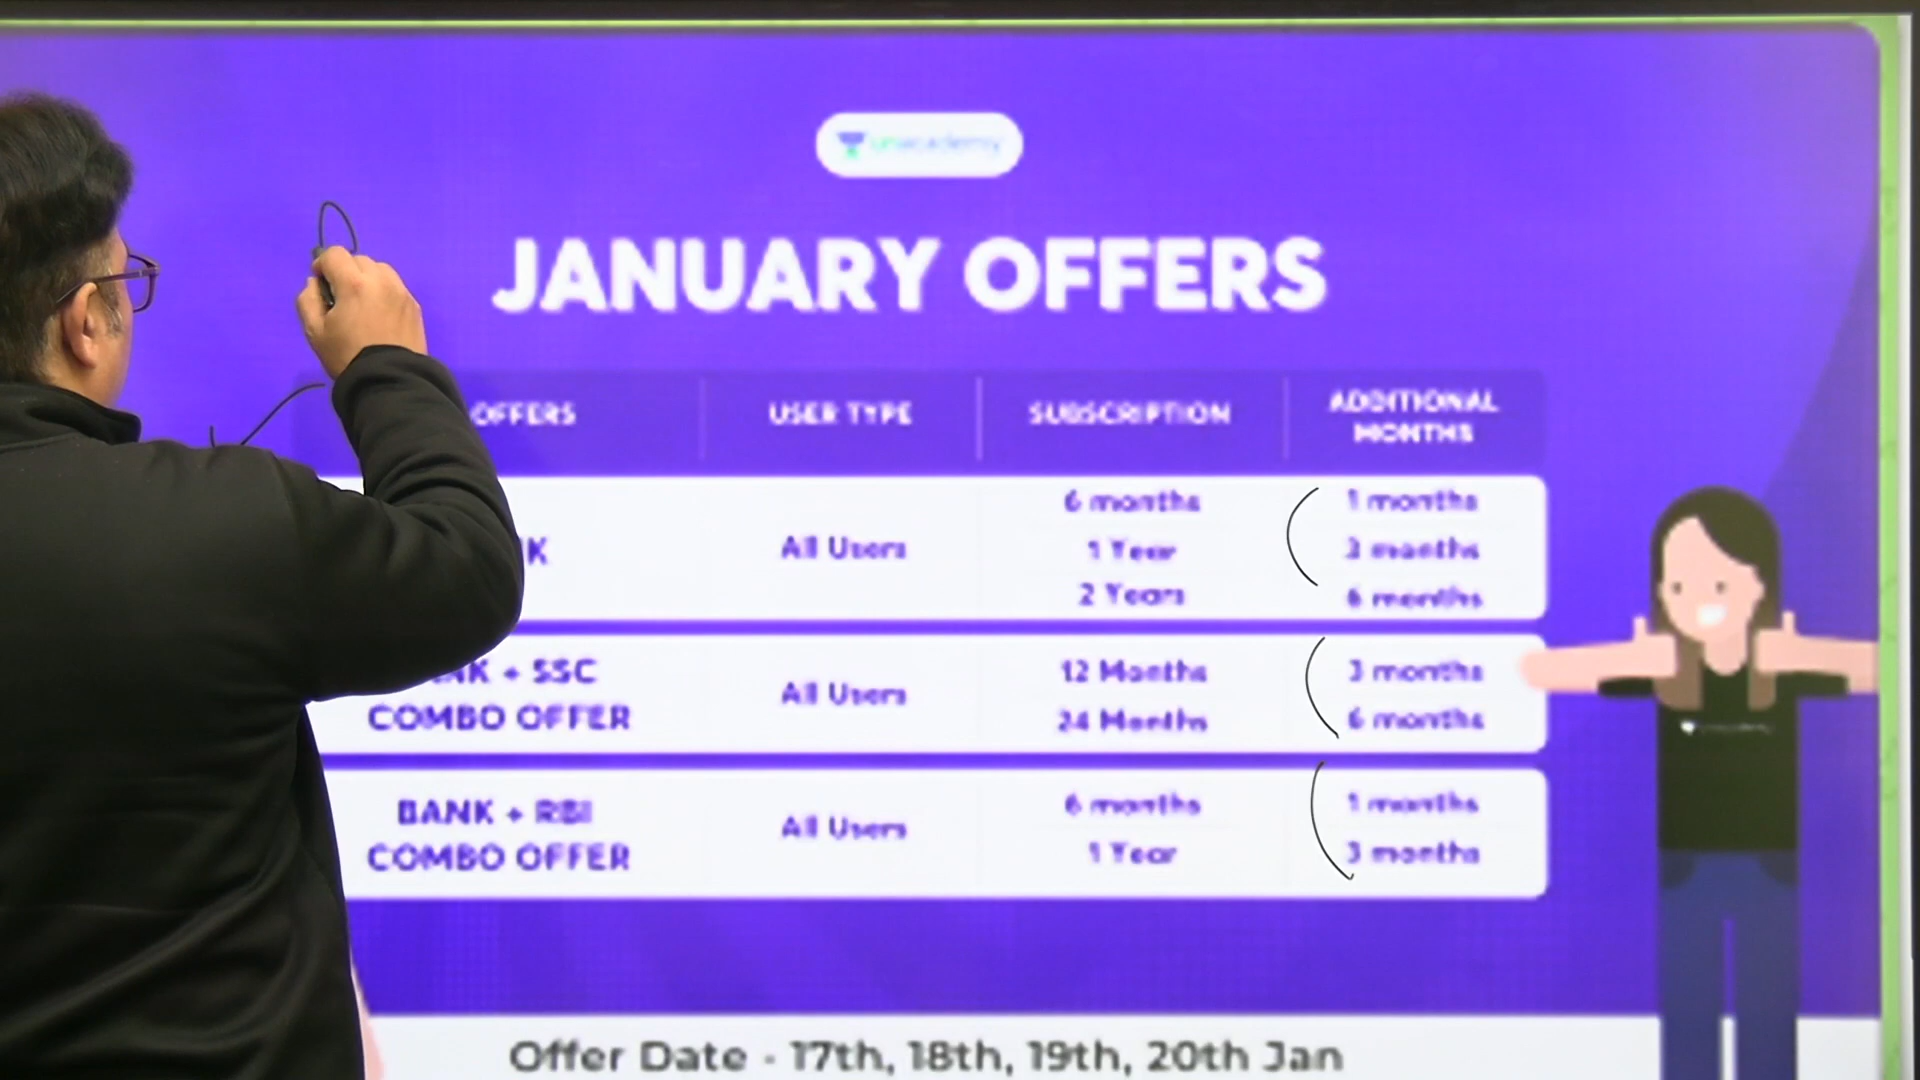 unacademy
JANUARY OFFERS
OFFERS
USER TYPE
SUBSCRIPTION
ADDITIONAL
MONTHS
6 months
1 months
K
All Users
1 Year
months
2 Years
6 months
NK + SSC
COMBO OFFER
All Users
12 Months
3 months
24 Months
6 months
BANK + RBI
COMBO OFFER
All Users
6 months
1 months
1 Year
3 months
Offer Date - 17th, 18th, 19th, 20th Jan